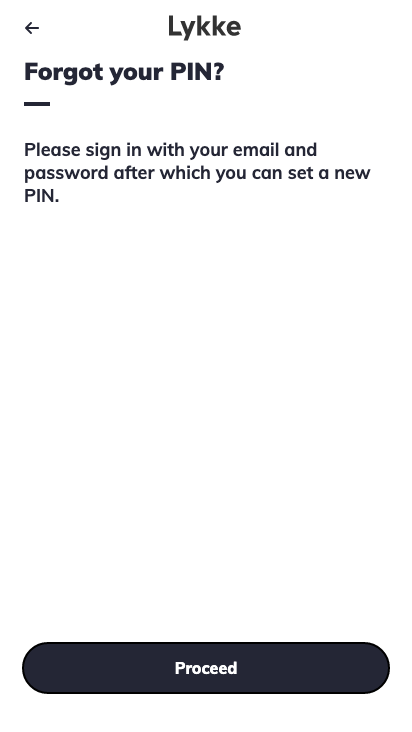 Lykke
Forgot your PIN?
Please sign in with your email and
password after which you can set a new
PIN.
Proceed